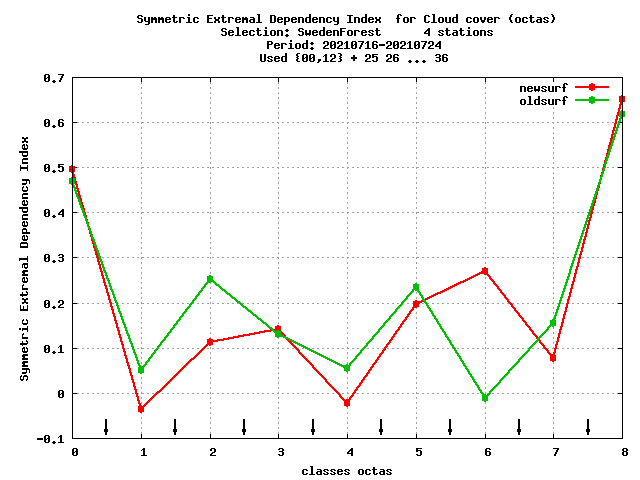 Symmetric Extremal Dependency Index  for Cloud cover (octas)
Selection: SwedenForest      4 stations
Period: 20210716-20210724
Used {00,12} + 25 26 ... 36
newsurf
oldsurf
0.7
0.6
0.5
0.4
0.3
0.2
0.1
0
-0.1
Symmetric Extremal Dependency Index
0 1 2 3 4 5 6 7 8
classes octas